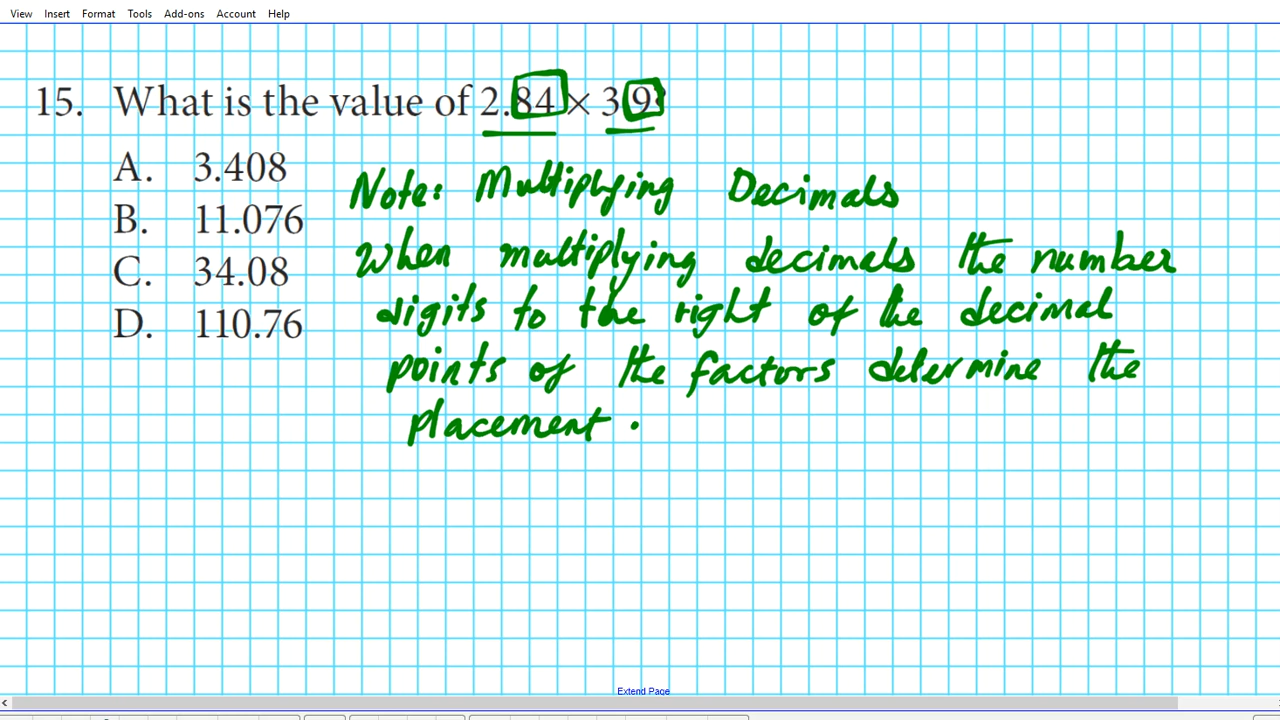 View Insert Format Tools Add-ons Account Help
15. What is the value of 2.84 × 3.9?
A. 3.408
B. 11.076
C. 34.08
D. 110.76
Note: Multiplying Decimals
When multiplying decimals the number
digits to the right of the decimal
points of the factors determine the
placement .
Extend Page